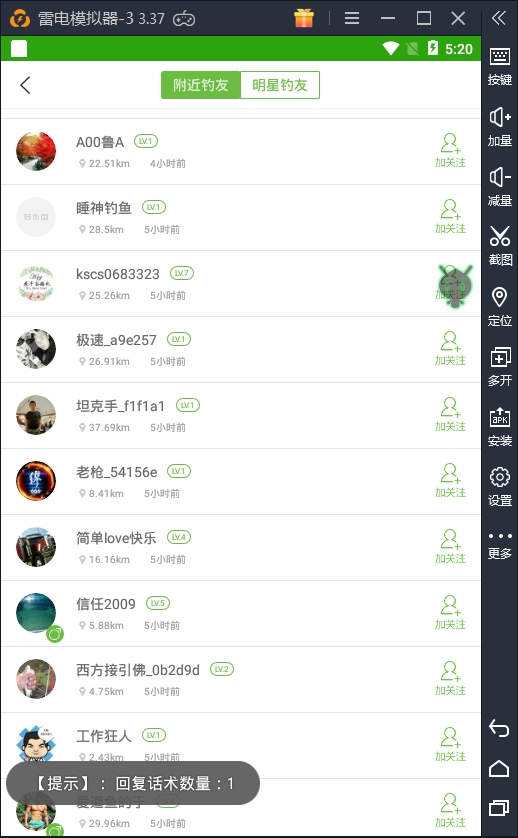 雷电模拟器-3 3.37
5:20
附近钓友 明星钓友
A00鲁A LV.1
22.51km 4小时前
加关注
睡神钓鱼 LV.1
28.5km 5小时前
加关注
kscs0683323 LV.7
25.26km 5小时前
加关注
极速_a9e257 LV.1
26.91km 5小时前
加关注
坦克手_f1f1a1 LV.1
37.69km 5小时前
加关注
老枪_54156e LV.1
8.41km 5小时前
加关注
简单love快乐 LV.4
16.16km 5小时前
加关注
信任2009 LV.5
5.88km 5小时前
加关注
西方接引佛_0b2d9d LV.2
4.75km 5小时前
加关注
工作狂人 LV.1
2.43km 5小时前
加关注
【提示】：回复话术数量：1
29.96km 5小时前
加关注
按键
加量
减量
截图
定位
多开
APK
安装
设置
更多